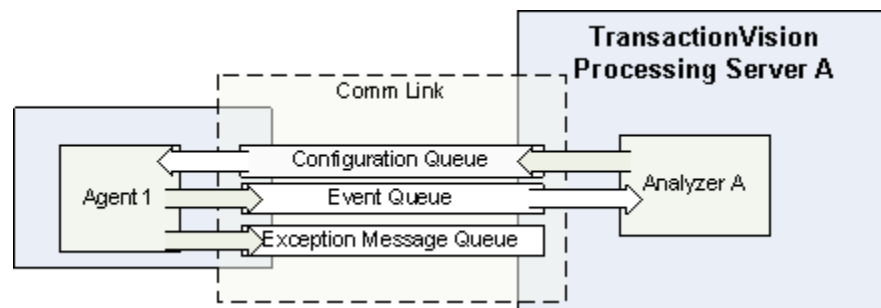 TransactionVision
Processing Server A
Comm Link
Configuration Queue
Agent 1
Event Queue
Analyzer A
Exception Message Queue